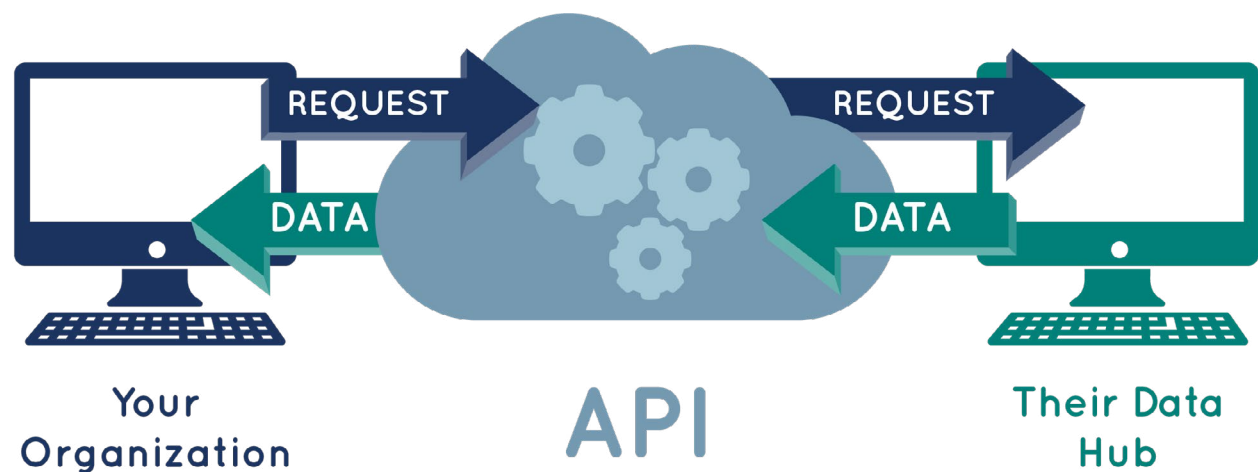 REQUEST
REQUEST
DATA
DATA
Your
Organization
API
Their Data
Hub